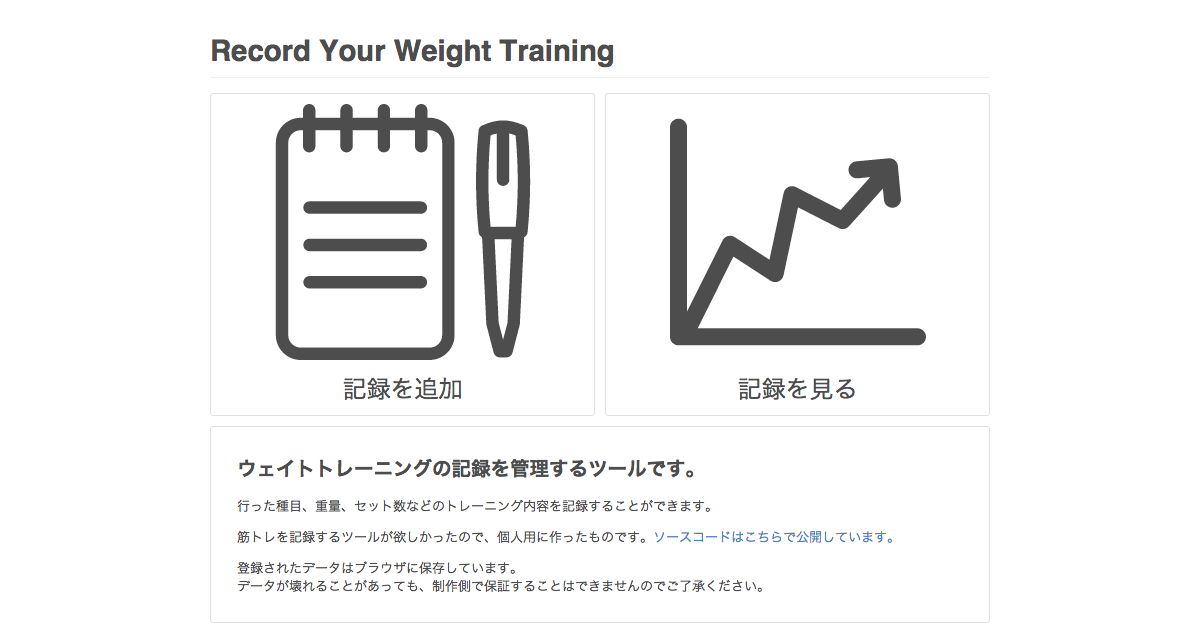 Record Your Weight Training
記録を追加
記録を見る
ウェイトトレーニングの記録を管理するツールです。
行った種目、重量、セット数などのトレーニング内容を記録することができます。
筋トレを記録するツールが欲しかったので、個人用に作ったものです。ソースコードはこちらで公開しています。
登録されたデータはブラウザに保存しています。
データが壊れることがあっても、制作側で保証することはできませんのでご了承ください。